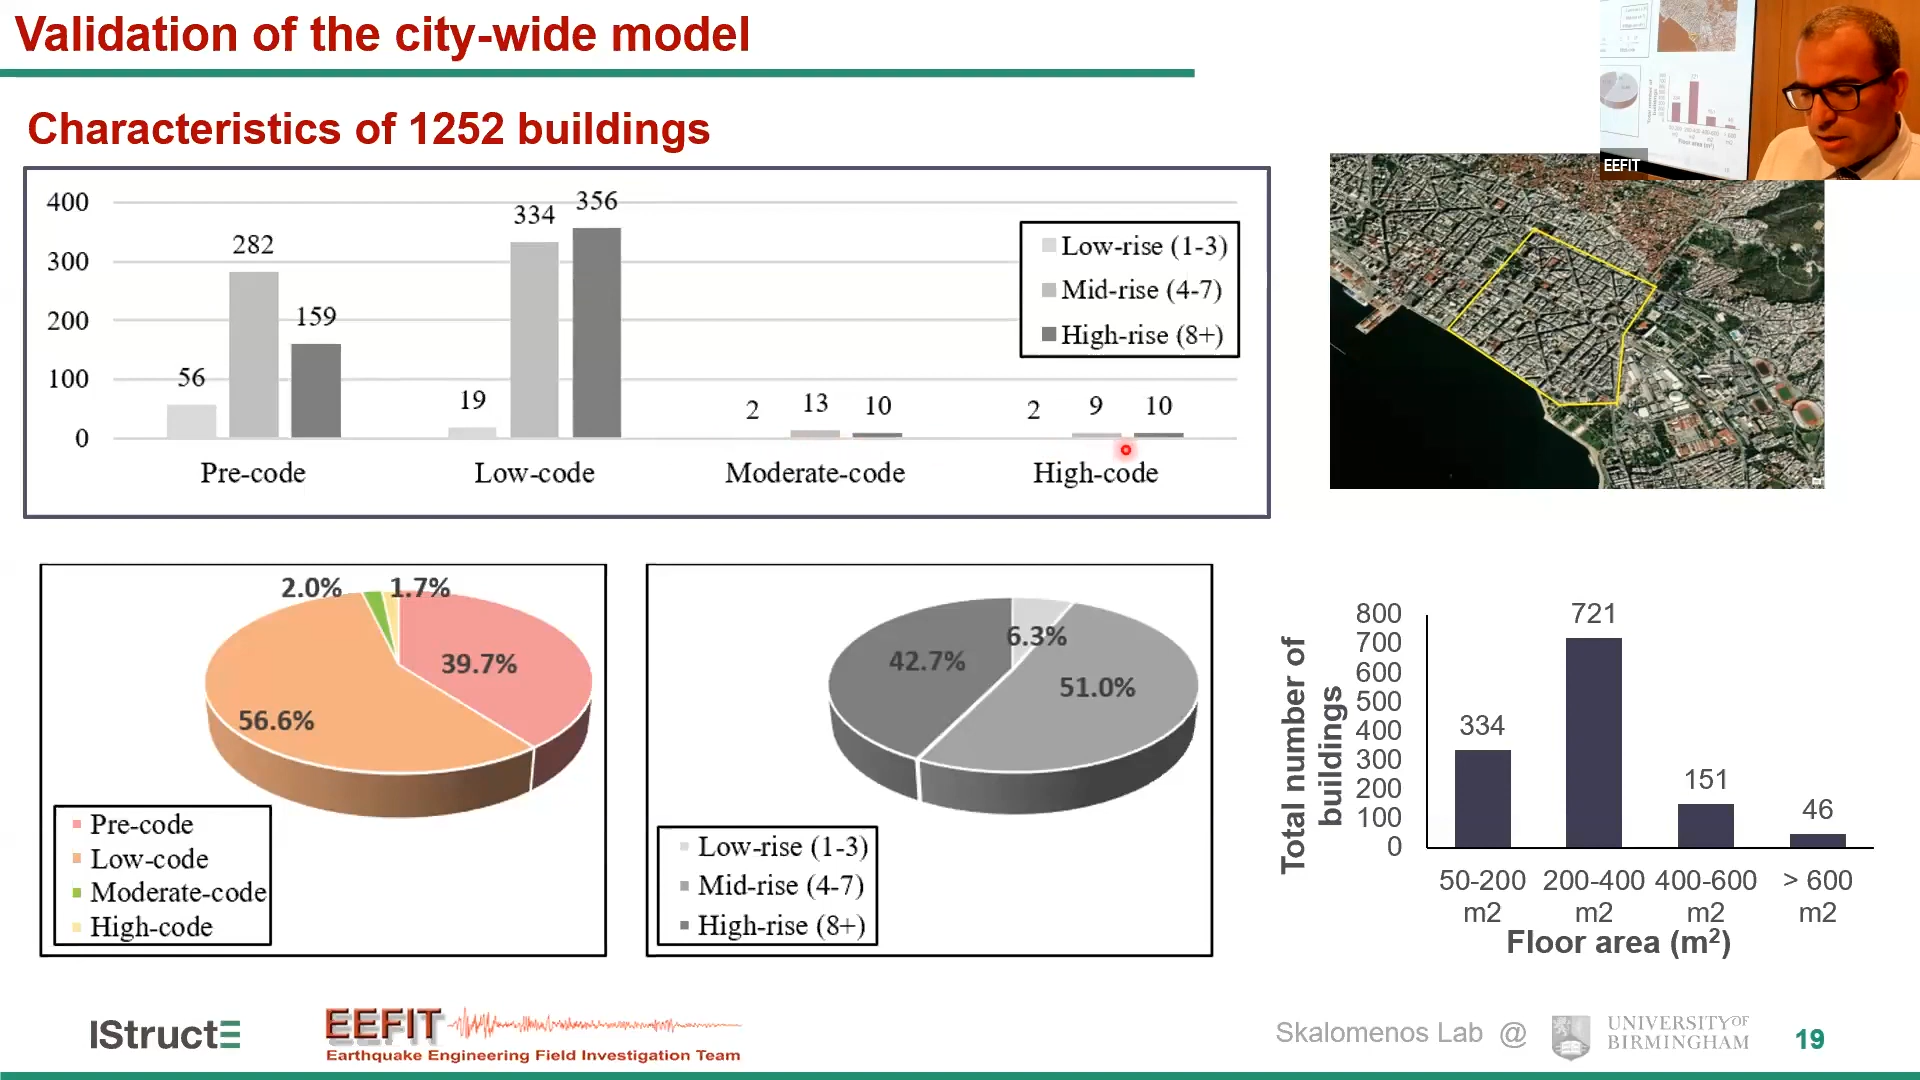 Validation of the city-wide model
Characteristics of 1252 buildings
EEFIT
400
300
200
100
0
56
282
159
19
334
356
2
13
10
2
9
10
Pre-code
Low-code
Moderate-code
High-code
Low-rise (1-3)
Mid-rise (4-7)
High-rise (8+)
2.0%
1.7%
39.7%
56.6%
Pre-code
Low-code
Moderate-code
High-code
6.3%
42.7%
51.0%
Low-rise (1-3)
Mid-rise (4-7)
High-rise (8+)
Total number of
buildings
800
700
600
500
400
300
200
100
0
334
721
151
46
50-200 200-400 400-600 > 600
m2 m2 m2 m2
Floor area (m²)
IStructE
EEFIT
Earthquake Engineering Field Investigation Team
Skalomenos Lab @
UNIVERSITY OF
BIRMINGHAM
19